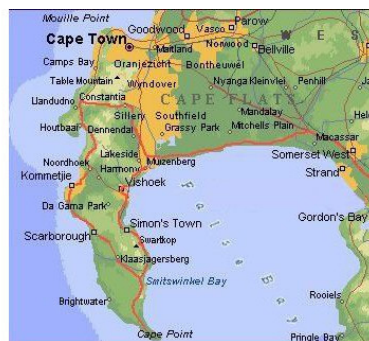 Mouille Point
Goodwood
Vasco
Parow
Cape Town
Maitland
Norwood
Bellville
W E S
Camps Bay
Oranjezicht
Bontheuwel
Table Mountain
Wyndover
Nyanga
Kleinvlei
Penhill
Llandudno
Constantia
CAPE FLATS
Sillery
Southfield
Mandalay
Houtbaai
Dennendal
Grassy Park
Mitchells Plain
Macassar
Lakeside
Muizenberg
Somerset West
Noordhoek
Harmon
Strand
Kommetjie
Vishoek
Da Gama Park
Simon's Town
Gordon's Bay
Scarborough
Swartkop
False Bay
Klaasjagersberg
Smitswinkel Bay
Brightwater
Rooiels
Cape Point
Pringle Bay